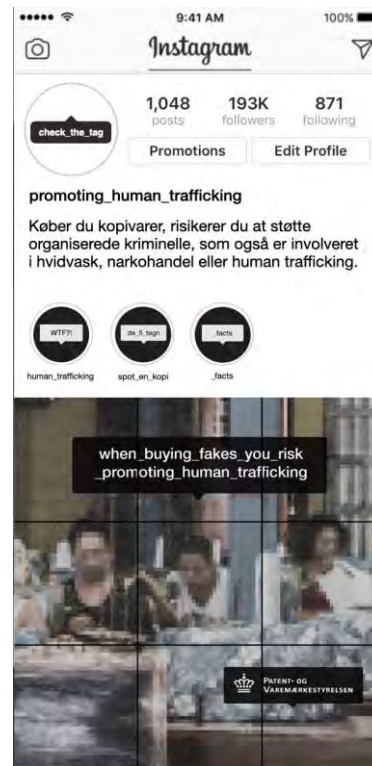 9:41 AM
100%
Instagram
check_the_tag
1,048
193K
871
posts
followers
following
Promotions
Edit Profile
promoting_human_trafficking
Køber du kopivarer, risikerer du at støtte
organiserede kriminelle, som også er involveret
i hvidvask, narkohandel eller human trafficking.
WTF?!
de_5_tegn
_facts
human_trafficking
spot_en_kopi
_facts
when_buying_fakes_you_risk
_promoting_human_trafficking
PATENT- OG
VAREMÆRKESTYRELSEN